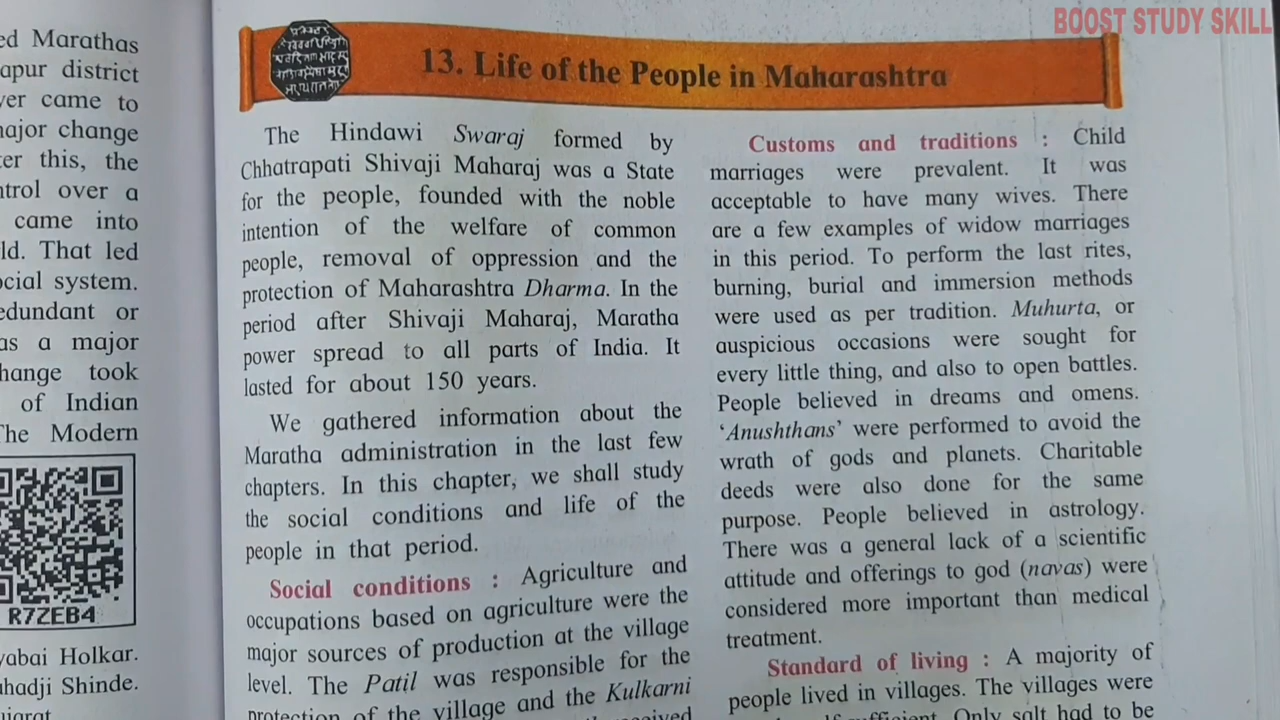 BOOST STUDY SKILL
ed Marathas
apur district
ver came to
najor change
ter this, the
ntrol over a
came into
ld. That led
ocial system.
edundant or
as a major
hange took
of Indian
The Modern
R7ZEB4
yabai Holkar.
ahadji Shinde.
ujarat
13. Life of the People in Maharashtra
The Hindawi Swaraj formed by
Chhatrapati Shivaji Maharaj was a State
for the people, founded with the noble
intention of the welfare of common
people, removal of oppression and the
protection of Maharashtra Dharma. In the
period after Shivaji Maharaj, Maratha
power spread to all parts of India. It
lasted for about 150 years.
We gathered information about the
Maratha administration in the last few
chapters. In this chapter, we shall study
the social conditions and life of the
people in that period.
Social conditions : Agriculture and
occupations based on agriculture were the
major sources of production at the village
level. The Patil was responsible for the
protection of the village and the Kulkarni
received
Customs and traditions : Child
marriages were prevalent. It was
acceptable to have many wives. There
are a few examples of widow marriages
in this period. To perform the last rites,
burning, burial and immersion methods
were used as per tradition. Muhurta, or
auspicious occasions were sought for
every little thing, and also to open battles.
People believed in dreams and omens.
‘Anushthans’ were performed to avoid the
wrath of gods and planets. Charitable
deeds were also done for the same
purpose. People believed in astrology.
There was a general lack of a scientific
attitude and offerings to god (navas) were
considered more important than medical
treatment.
Standard of living : A majority of
people lived in villages. The villages were
Only salt had to be